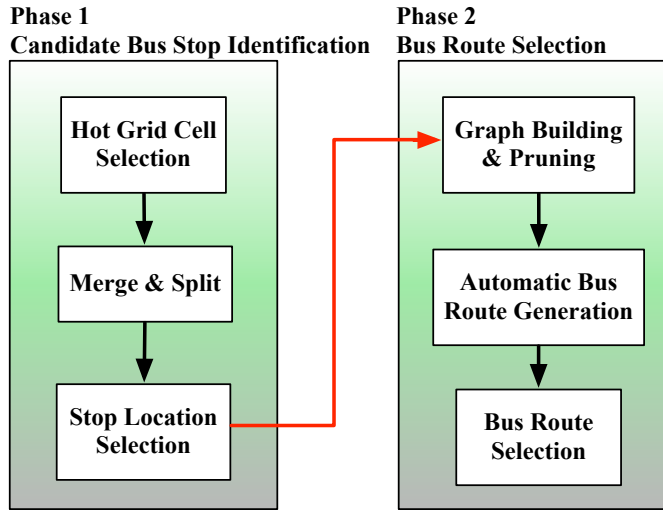 Phase 1
Candidate Bus Stop Identification
Hot Grid Cell
Selection
Merge & Split
Stop Location
Selection
Phase 2
Bus Route Selection
Graph Building
& Pruning
Automatic Bus
Route Generation
Bus Route
Selection